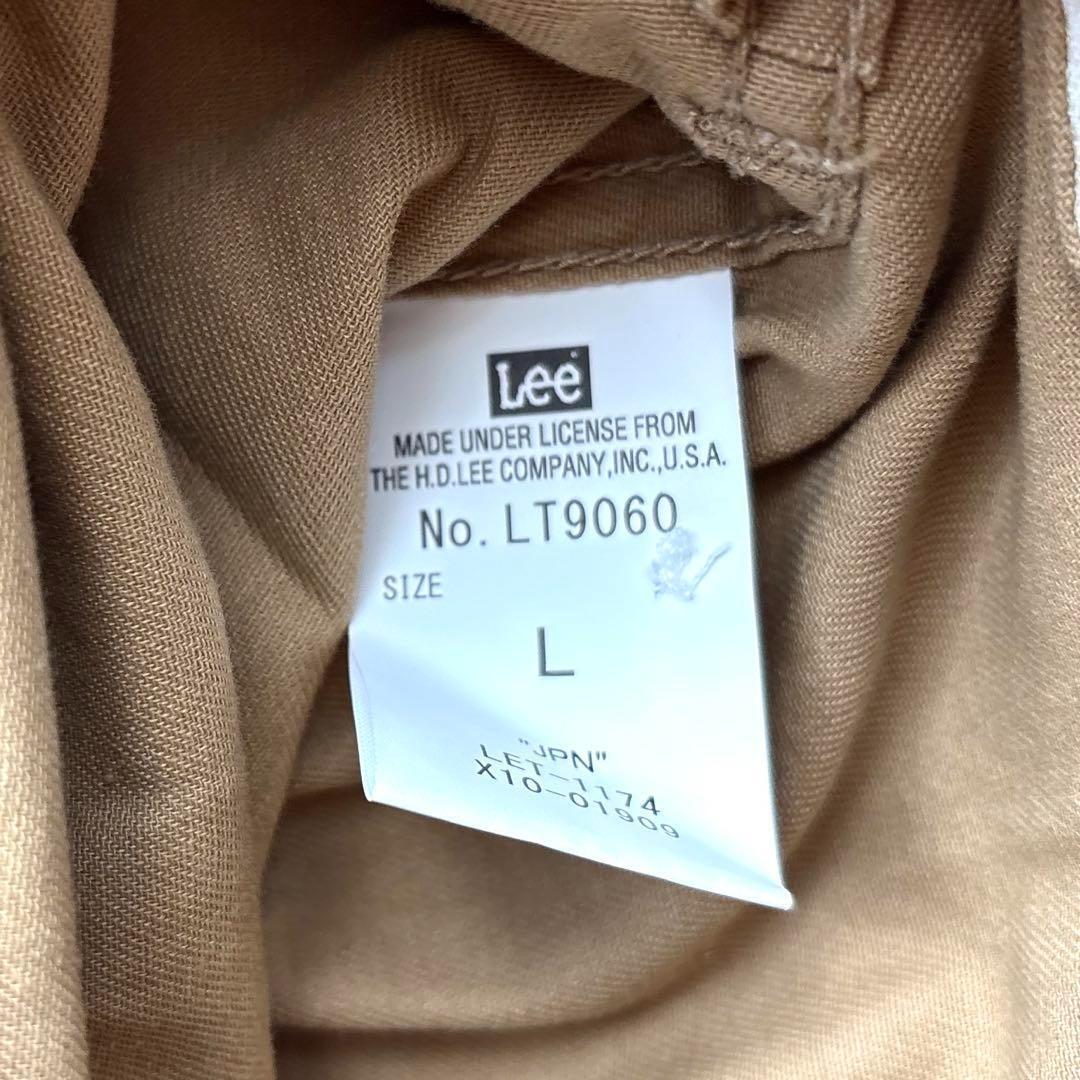 Lee
MADE UNDER LICENSE FROM
THE H.D.LEE COMPANY,INC.,U.S.A.
No. LT9060
SIZE
L
"JPN"
LET-1174
X10-01909